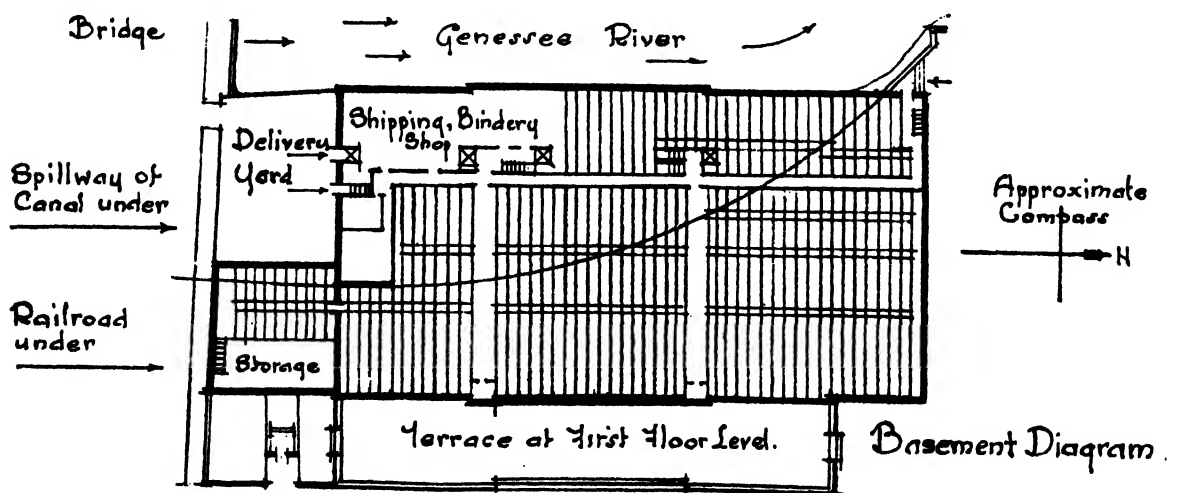 Bridge
Genessee River
Shipping, Bindery
Shop
Delivery
Yard
Spillway of
Canal under
Approximate
Compass
N
Railroad
under
Storage
Terrace at First Floor Level.
Basement Diagram.